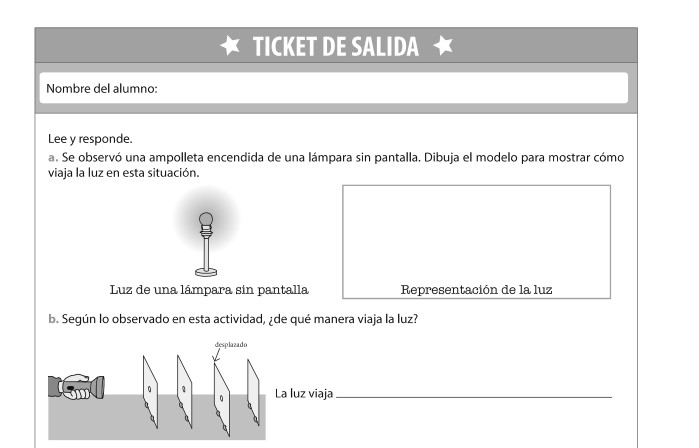 TICKET DE SALIDA
Nombre del alumno:
Lee y responde.
a. Se observó una ampolleta encendida de una lámpara sin pantalla. Dibuja el modelo para mostrar cómo
viaja la luz en esta situación.
Luz de una lámpara sin pantalla
Representación de la luz
b. Según lo observado en esta actividad, ¿de qué manera viaja la luz?
desplazado
La luz viaja